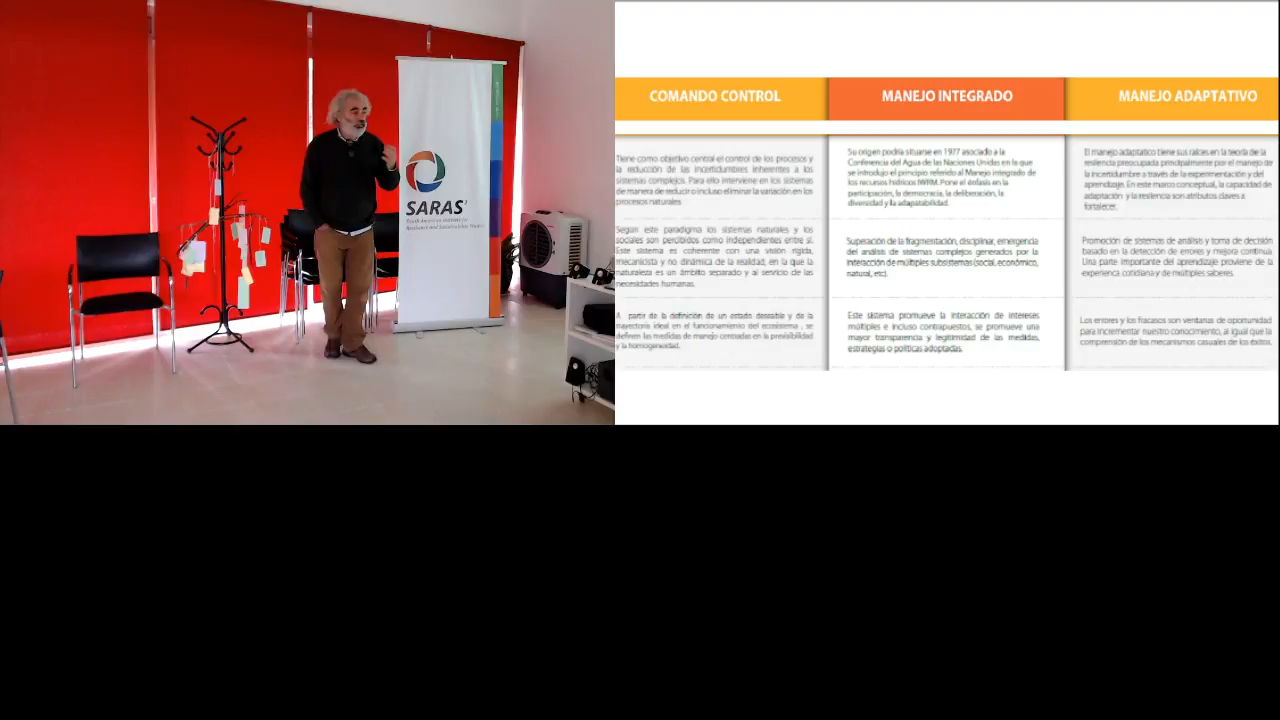 SARAS'
South American Institute for
Resilience and Sustainability Studies
COMANDO CONTROL
Tiene como objetivo central el control de los procesos y
la reducción de las incertidumbres inherentes a los
sistemas complejos. Para ello interviene en los sistemas
de manera de reducir o incluso eliminar la variación en los
procesos naturales
Según este paradigma los sistemas naturales y los
sociales son percibidos como independientes entre sí.
Este sistema es coherente con una visión rígida,
mecanicista y no dinámica de la realidad, en la que la
naturaleza es un ámbito separado y al servicio de las
necesidades humanas.
A partir de la definición de un estado deseable y de la
trayectoria ideal en el funcionamiento del ecosistema , se
definen las medidas de manejo centradas en la previsibilidad
y la homogeneidad.
MANEJO INTEGRADO
Su origen podría situarse en 1977 asociado a la
Conferencia del Agua de las Naciones Unidas en la que
se introdujo el principio referido al Manejo integrado de
los recursos hídricos IWRM. Pone el énfasis en la
participación, la democracia, la deliberación, la
diversidad y la adapatabilidad.
Superación de la fragmentación, disciplinar, emergencia
del análisis de sistemas complejos generados por la
interacción de múltiples subsistemas (social, económico,
natural, etc).
Este sistema promueve la interacción de intereses
múltiples e incluso contrapuestos, se promueve una
mayor transparencia y legitimidad de las medidas,
estrategias o políticas adoptadas.
MANEJO ADAPTATIVO
El manejo adaptativo tiene sus raíces en la teoría de la
resilencia preocupada principalmente por el manejo de
la incertidumbre a través de la experimentación y del
aprendizaje. En este marco conceptual, la capacidad de
adaptación y la resiliencia son atributos claves a
fortalecer.
Promoción de sistemas de análisis y toma de decisión
basado en la detección de errores y mejora continua.
Una parte importante del aprendizaje proviene de la
experiencia cotidiana y de múltiples saberes.
Los errores y los fracasos son ventanas de oportunidad
para incrementar nuestro conocimiento, al igual que la
comprensión de los mecanismos casuales de los éxitos.